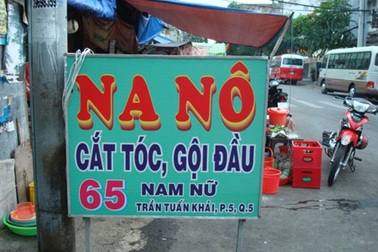 NA NÔ
CẮT TÓC, GỘI ĐẦU
65 NAM NỮ
TRẦN TUẤN KHẢI, P.5, Q.5